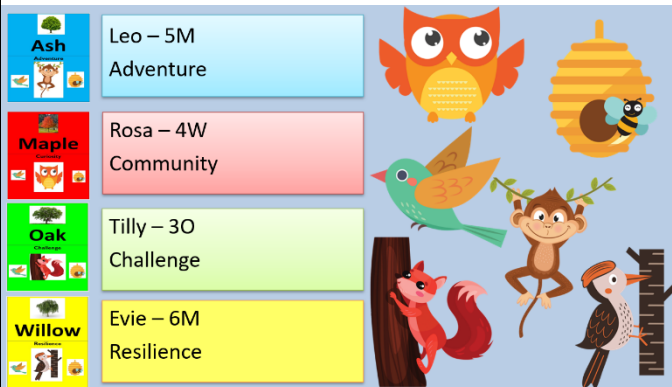 Ash
Adventure
Leo – 5M
Adventure
Maple
Curiosity
Rosa – 4W
Community
Oak
Challenge
Tilly – 3O
Challenge
Willow
Resilience
Evie – 6M
Resilience